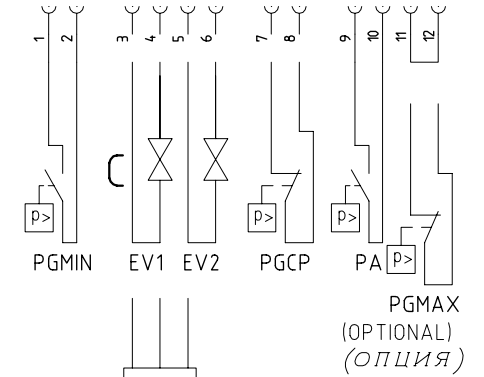 1 2 3 4 5 6 7 8 9 10 11 12
p> p> p> p>
PGMIN EV1 EV2 PGCP PA
PGMAX
(OPTIONAL)
(ОПЦИЯ)